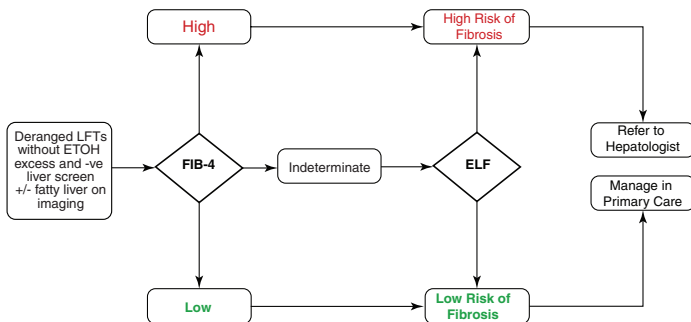 High
High Risk of
Fibrosis
Deranged LFTs
without ETOH
excess and -ve
liver screen
+/- fatty liver on
imaging
FIB-4
Indeterminate
ELF
Refer to
Hepatologist
Manage in
Primary Care
Low
Low Risk of
Fibrosis